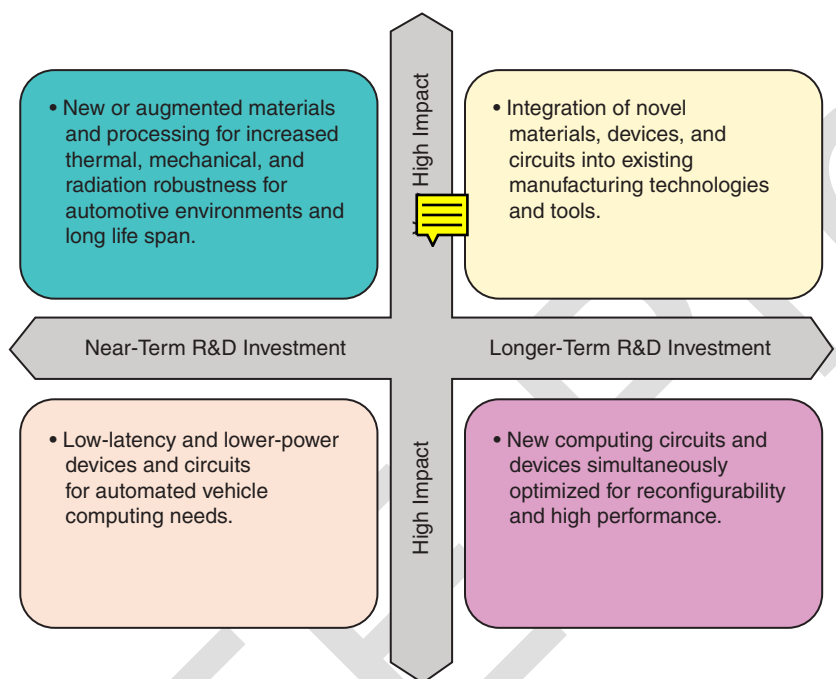 • New or augmented materials
and processing for increased
thermal, mechanical, and
radiation robustness for
automotive environments and
long life span.
High Impact
• Integration of novel
materials, devices, and
circuits into existing
manufacturing technologies
and tools.
Near-Term R&D Investment
Longer-Term R&D Investment
• Low-latency and lower-power
devices and circuits
for automated vehicle
computing needs.
High Impact
• New computing circuits and
devices simultaneously
optimized for reconfigurability
and high performance.